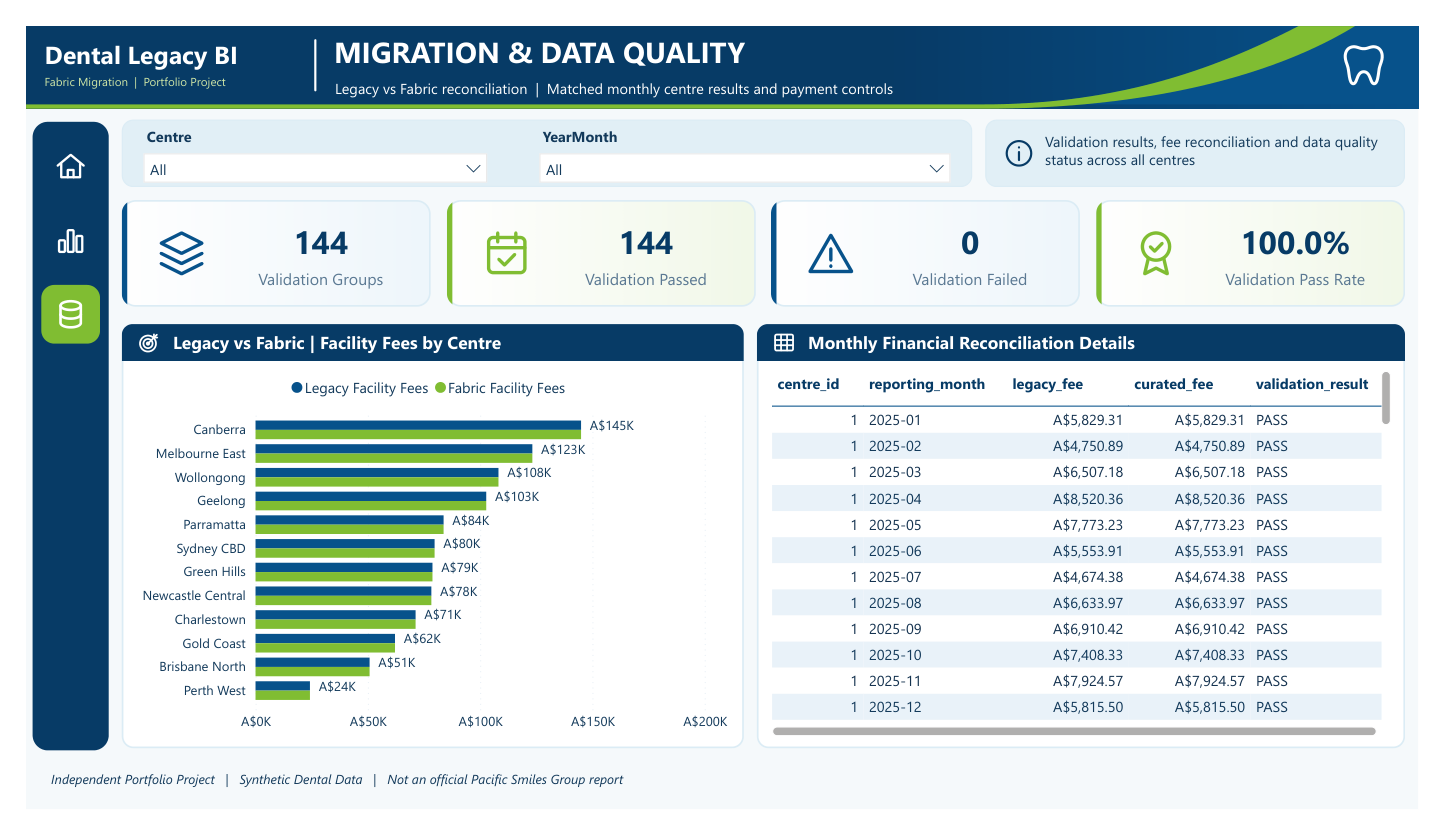 Dental Legacy BI
Fabric Migration | Portfolio Project
MIGRATION & DATA QUALITY
Legacy vs Fabric reconciliation | Matched monthly centre results and payment controls
Centre
All
YearMonth
All
Validation results, fee reconciliation and data quality
status across all centres
144
Validation Groups
144
Validation Passed
0
Validation Failed
100.0%
Validation Pass Rate
Legacy vs Fabric | Facility Fees by Centre
Legacy Facility Fees Fabric Facility Fees
Canberra A$145K
Melbourne East A$123K
Wollongong A$108K
Geelong A$103K
Parramatta A$84K
Sydney CBD A$80K
Green Hills A$79K
Newcastle Central A$78K
Charlestown A$71K
Gold Coast A$62K
Brisbane North A$51K
Perth West A$24K
A$0K A$50K A$100K A$150K A$200K
Monthly Financial Reconciliation Details
centre_id reporting_month legacy_fee curated_fee validation_result
1 2025-01 A$5,829.31 A$5,829.31 PASS
1 2025-02 A$4,750.89 A$4,750.89 PASS
1 2025-03 A$6,507.18 A$6,507.18 PASS
1 2025-04 A$8,520.36 A$8,520.36 PASS
1 2025-05 A$7,773.23 A$7,773.23 PASS
1 2025-06 A$5,553.91 A$5,553.91 PASS
1 2025-07 A$4,674.38 A$4,674.38 PASS
1 2025-08 A$6,633.97 A$6,633.97 PASS
1 2025-09 A$6,910.42 A$6,910.42 PASS
1 2025-10 A$7,408.33 A$7,408.33 PASS
1 2025-11 A$7,924.57 A$7,924.57 PASS
1 2025-12 A$5,815.50 A$5,815.50 PASS
Independent Portfolio Project | Synthetic Dental Data | Not an official Pacific Smiles Group report